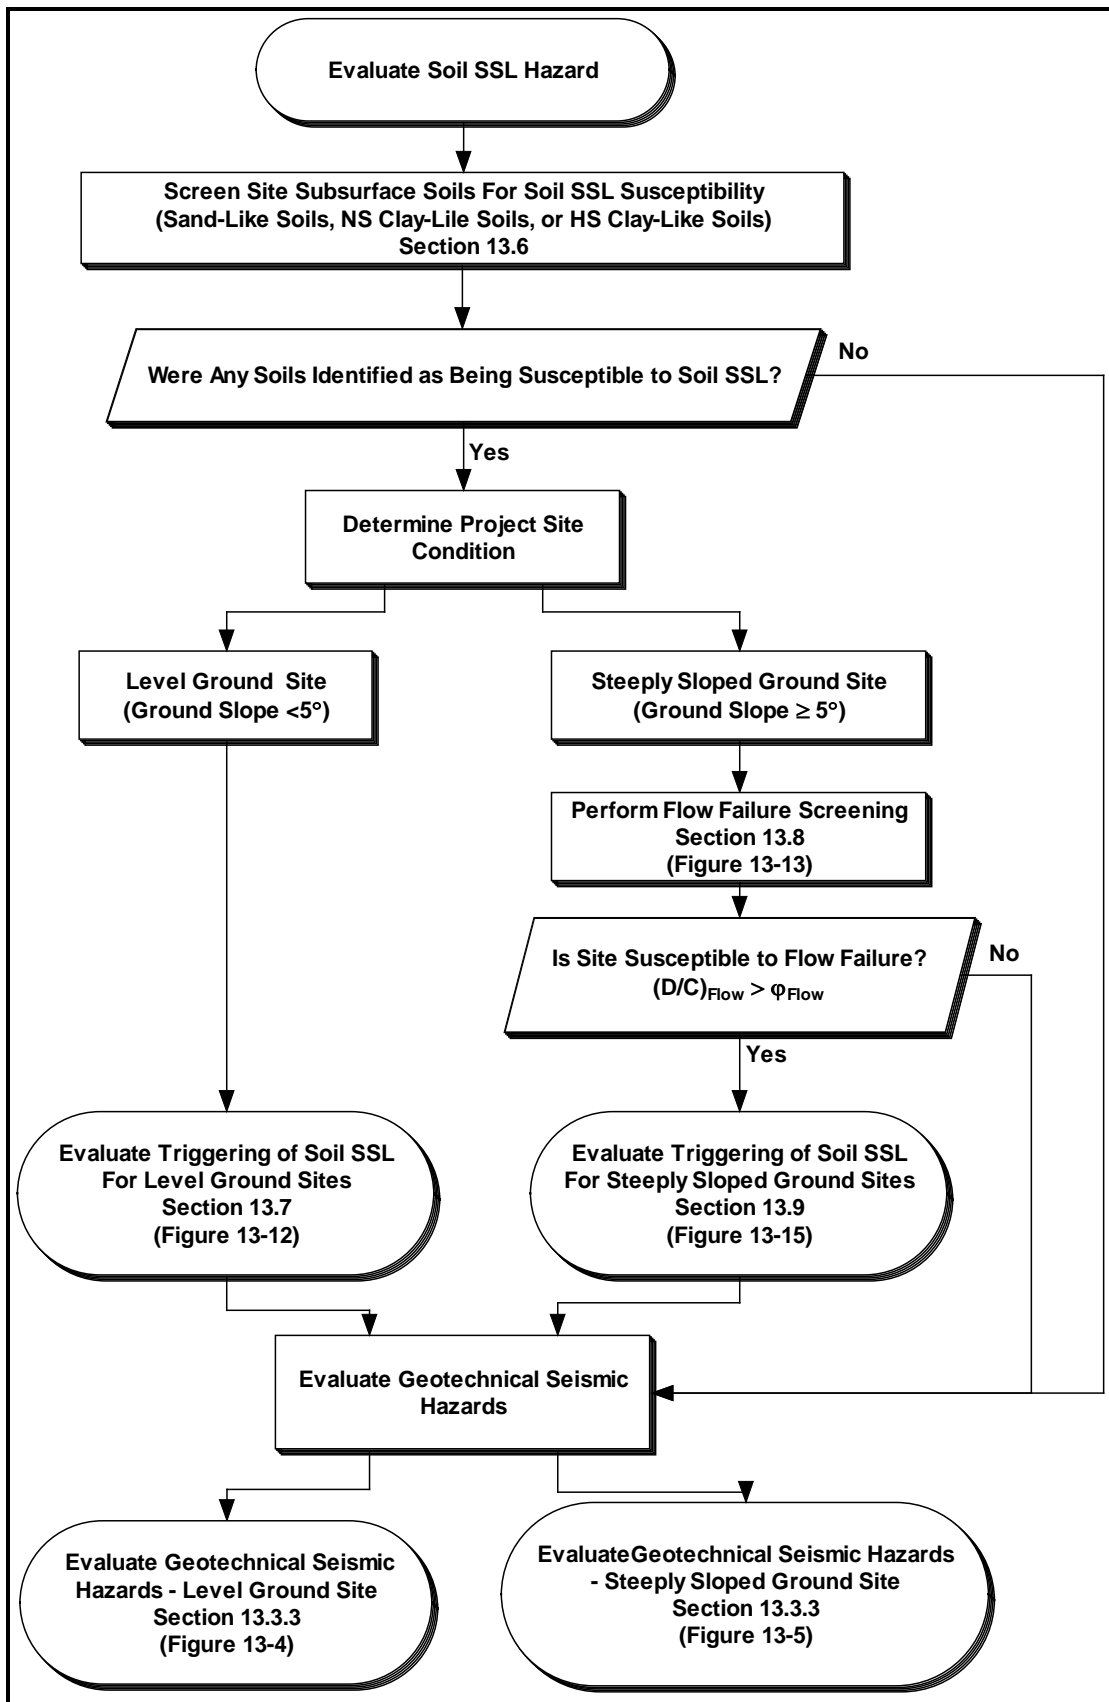 Evaluate Soil SSL Hazard
Screen Site Subsurface Soils For Soil SSL Susceptibility
(Sand-Like Soils, NS Clay-Lile Soils, or HS Clay-Like Soils)
Section 13.6
Were Any Soils Identified as Being Susceptible to Soil SSL?
No
Yes
Determine Project Site
Condition
Level Ground Site
(Ground Slope <5°)
Steeply Sloped Ground Site
(Ground Slope ≥ 5°)
Perform Flow Failure Screening
Section 13.8
(Figure 13-13)
Is Site Susceptible to Flow Failure?
(D/C)Flow > φFlow
No
Yes
Evaluate Triggering of Soil SSL
For Level Ground Sites
Section 13.7
(Figure 13-12)
Evaluate Triggering of Soil SSL
For Steeply Sloped Ground Sites
Section 13.9
(Figure 13-15)
Evaluate Geotechnical Seismic
Hazards
Evaluate Geotechnical Seismic
Hazards - Level Ground Site
Section 13.3.3
(Figure 13-4)
EvaluateGeotechnical Seismic Hazards
- Steeply Sloped Ground Site
Section 13.3.3
(Figure 13-5)